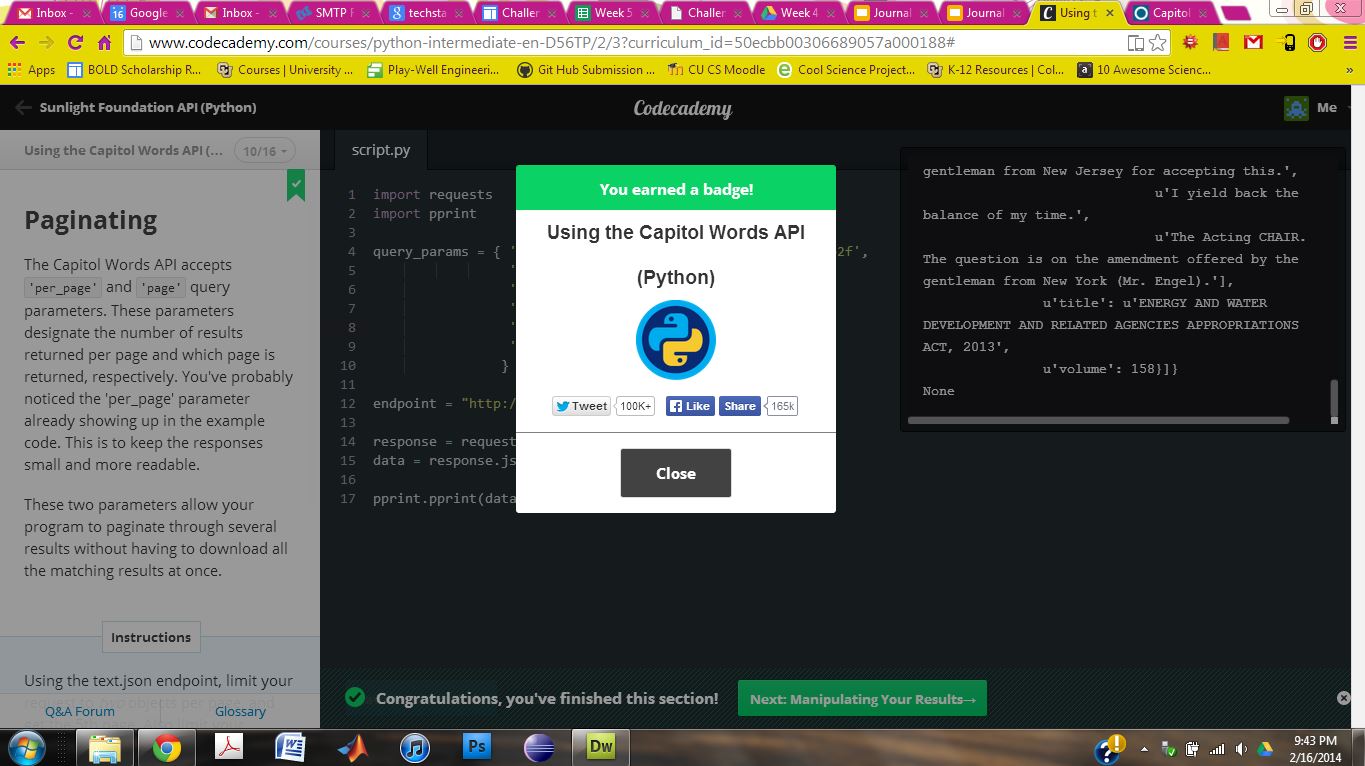 Inbox -
Google
Inbox -
SMTP F
techsta
Challer
Week 5
Challer
Week 4
Journal
Journal
Using t
Capitol
www.codecademy.com/courses/python-intermediate-en-D56TP/2/3?curriculum_id=50ecbb00306689057a000188#
Apps
BOLD Scholarship R...
Courses | University ...
Play-Well Engineeri...
Git Hub Submission ...
CU CS Moodle
Cool Science Project...
K-12 Resources | Col...
10 Awesome Scienc...
»
Sunlight Foundation API (Python)
Codecademy
Me
Using the Capitol Words API (...
10/16
Paginating
The Capitol Words API accepts
'per_page' and 'page' query
parameters. These parameters
designate the number of results
returned per page and which page is
returned, respectively. You've probably
noticed the 'per_page' parameter
already showing up in the example
code. This is to keep the responses
small and more readable.
These two parameters allow your
program to paginate through several
results without having to download all
the matching results at once.
Instructions
Using the text.json endpoint, limit your
Q&A Forum
Glossary
script.py
1 import requests
2 import pprint
3
4 query_params = { ' 2f',
5 '
6 '
7 '
8 '
9 '
10 }
11
12 endpoint = "http:/
13
14 response = request
15 data = response.js
16
17 pprint.pprint(data
You earned a badge!
Using the Capitol Words API
(Python)
Tweet
100K+
Like
Share
165k
Close
gentleman from New Jersey for accepting this.',
u'I yield back the
balance of my time.',
u'The Acting CHAIR.
The question is on the amendment offered by the
gentleman from New York (Mr. Engel).'],
u'title': u'ENERGY AND WATER
DEVELOPMENT AND RELATED AGENCIES APPROPRIATIONS
ACT, 2013',
u'volume': 158}]}
None
Congratulations, you've finished this section!
Next: Manipulating Your Results→
Ps
Dw
9:43 PM
2/16/2014